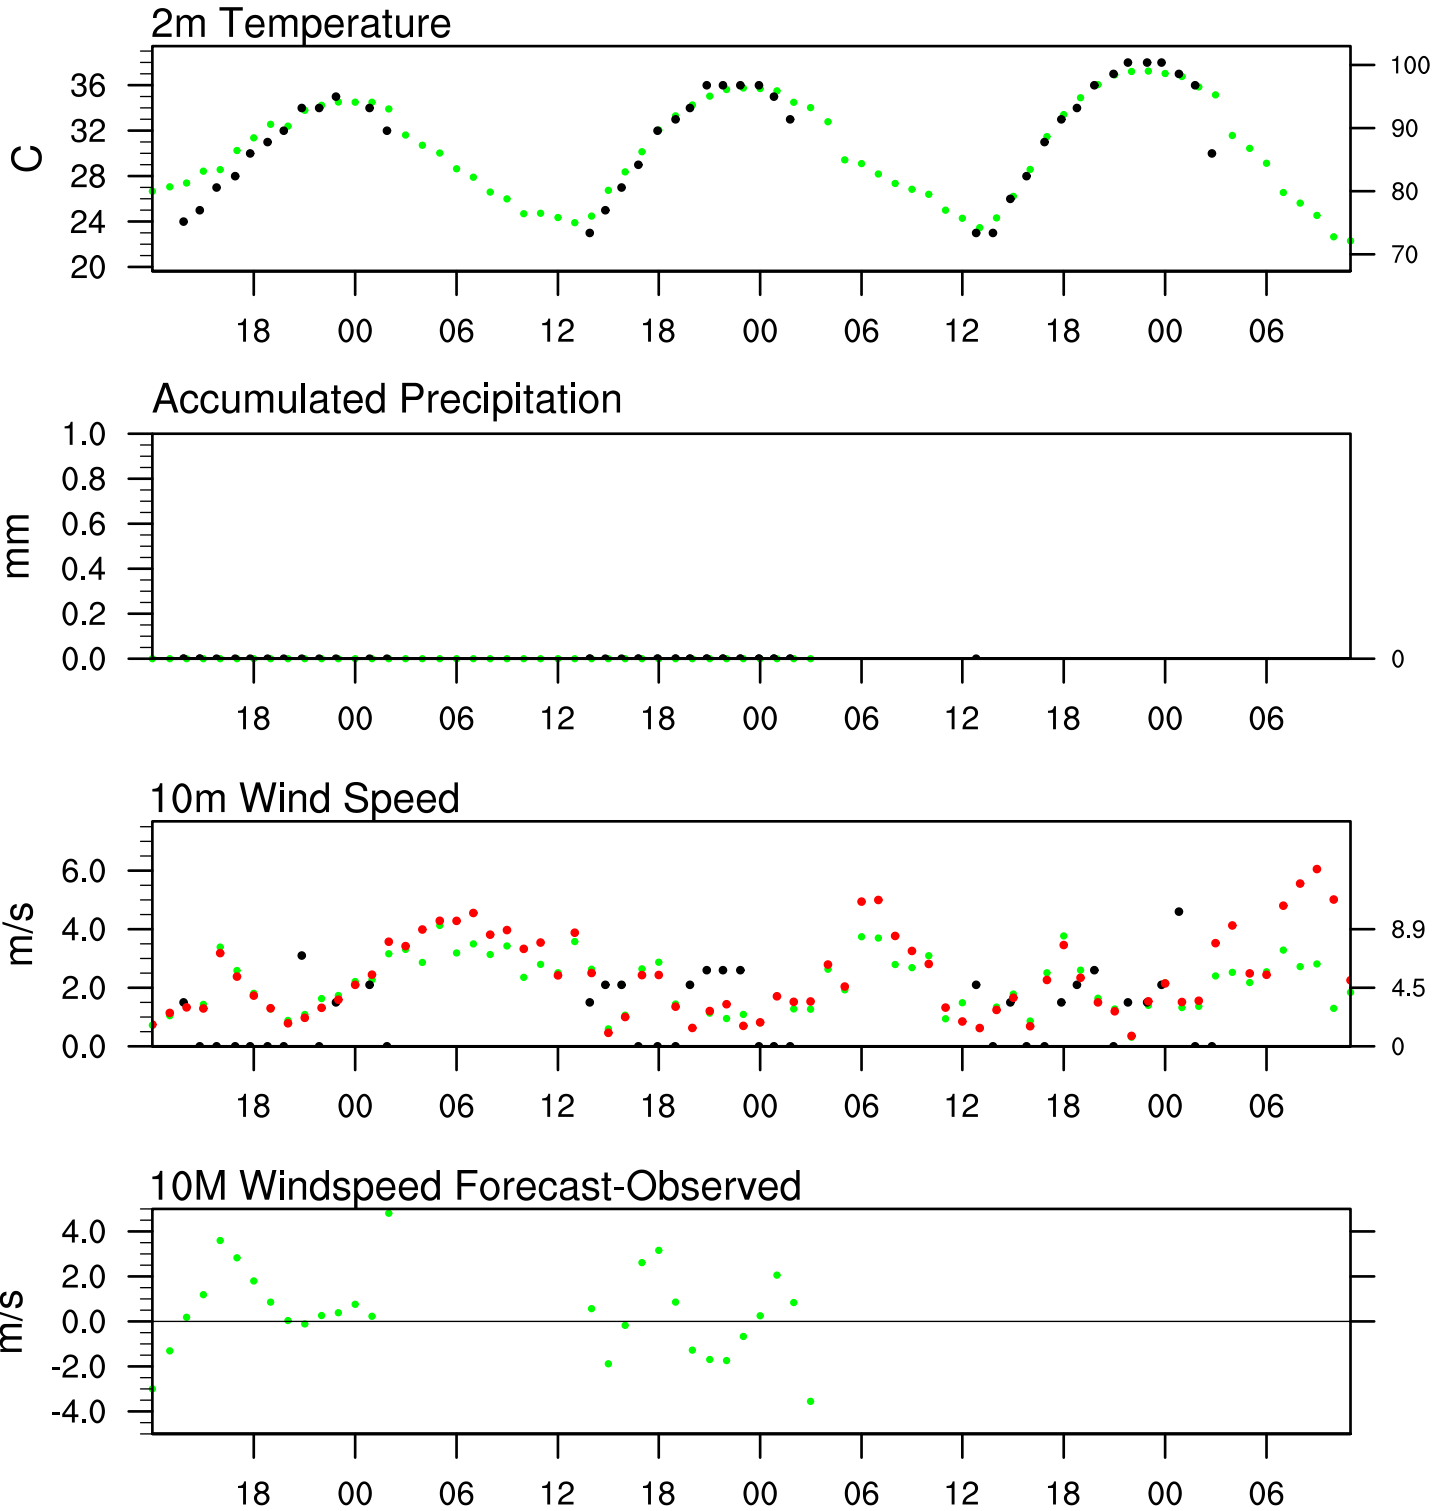 2m Temperature
36
32
28
24
20
C
100
90
80
70
18 00 06 12 18 00 06 12 18 00 06
Accumulated Precipitation
1.0
0.8
0.6
0.4
0.2
0.0
mm
0
18 00 06 12 18 00 06 12 18 00 06
10m Wind Speed
6.0
4.0
2.0
0.0
m/s
8.9
4.5
0
18 00 06 12 18 00 06 12 18 00 06
10M Windspeed Forecast-Observed
4.0
2.0
0.0
-2.0
-4.0
m/s
18 00 06 12 18 00 06 12 18 00 06